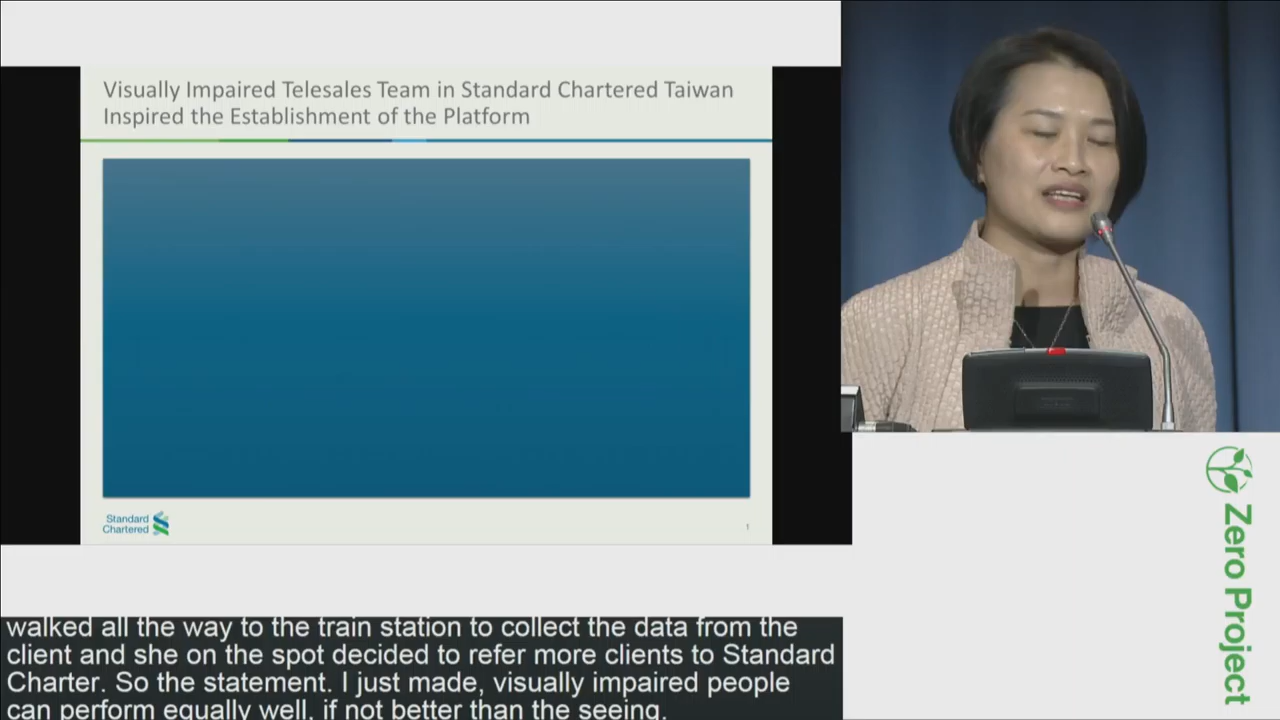 Visually Impaired Telesales Team in Standard Chartered Taiwan
Inspired the Establishment of the Platform
Standard
Chartered
1
Zero Project
walked all the way to the train station to collect the data from the
client and she on the spot decided to refer more clients to Standard
Charter. So the statement. I just made, visually impaired people
can perform equally well, if not better than the seeing.